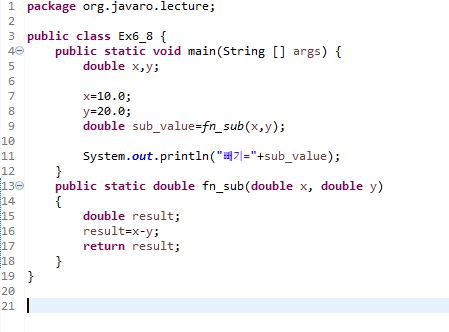 1 package org.javaro.lecture;
2
3 public class Ex6_8 {
4 public static void main(String [] args) {
5 double x,y;
6
7 x=10.0;
8 y=20.0;
9 double sub_value=fn_sub(x,y);
10
11 System.out.println("빼기="+sub_value);
12 }
13 public static double fn_sub(double x, double y)
14 {
15 double result;
16 result=x-y;
17 return result;
18 }
19 }
20
21